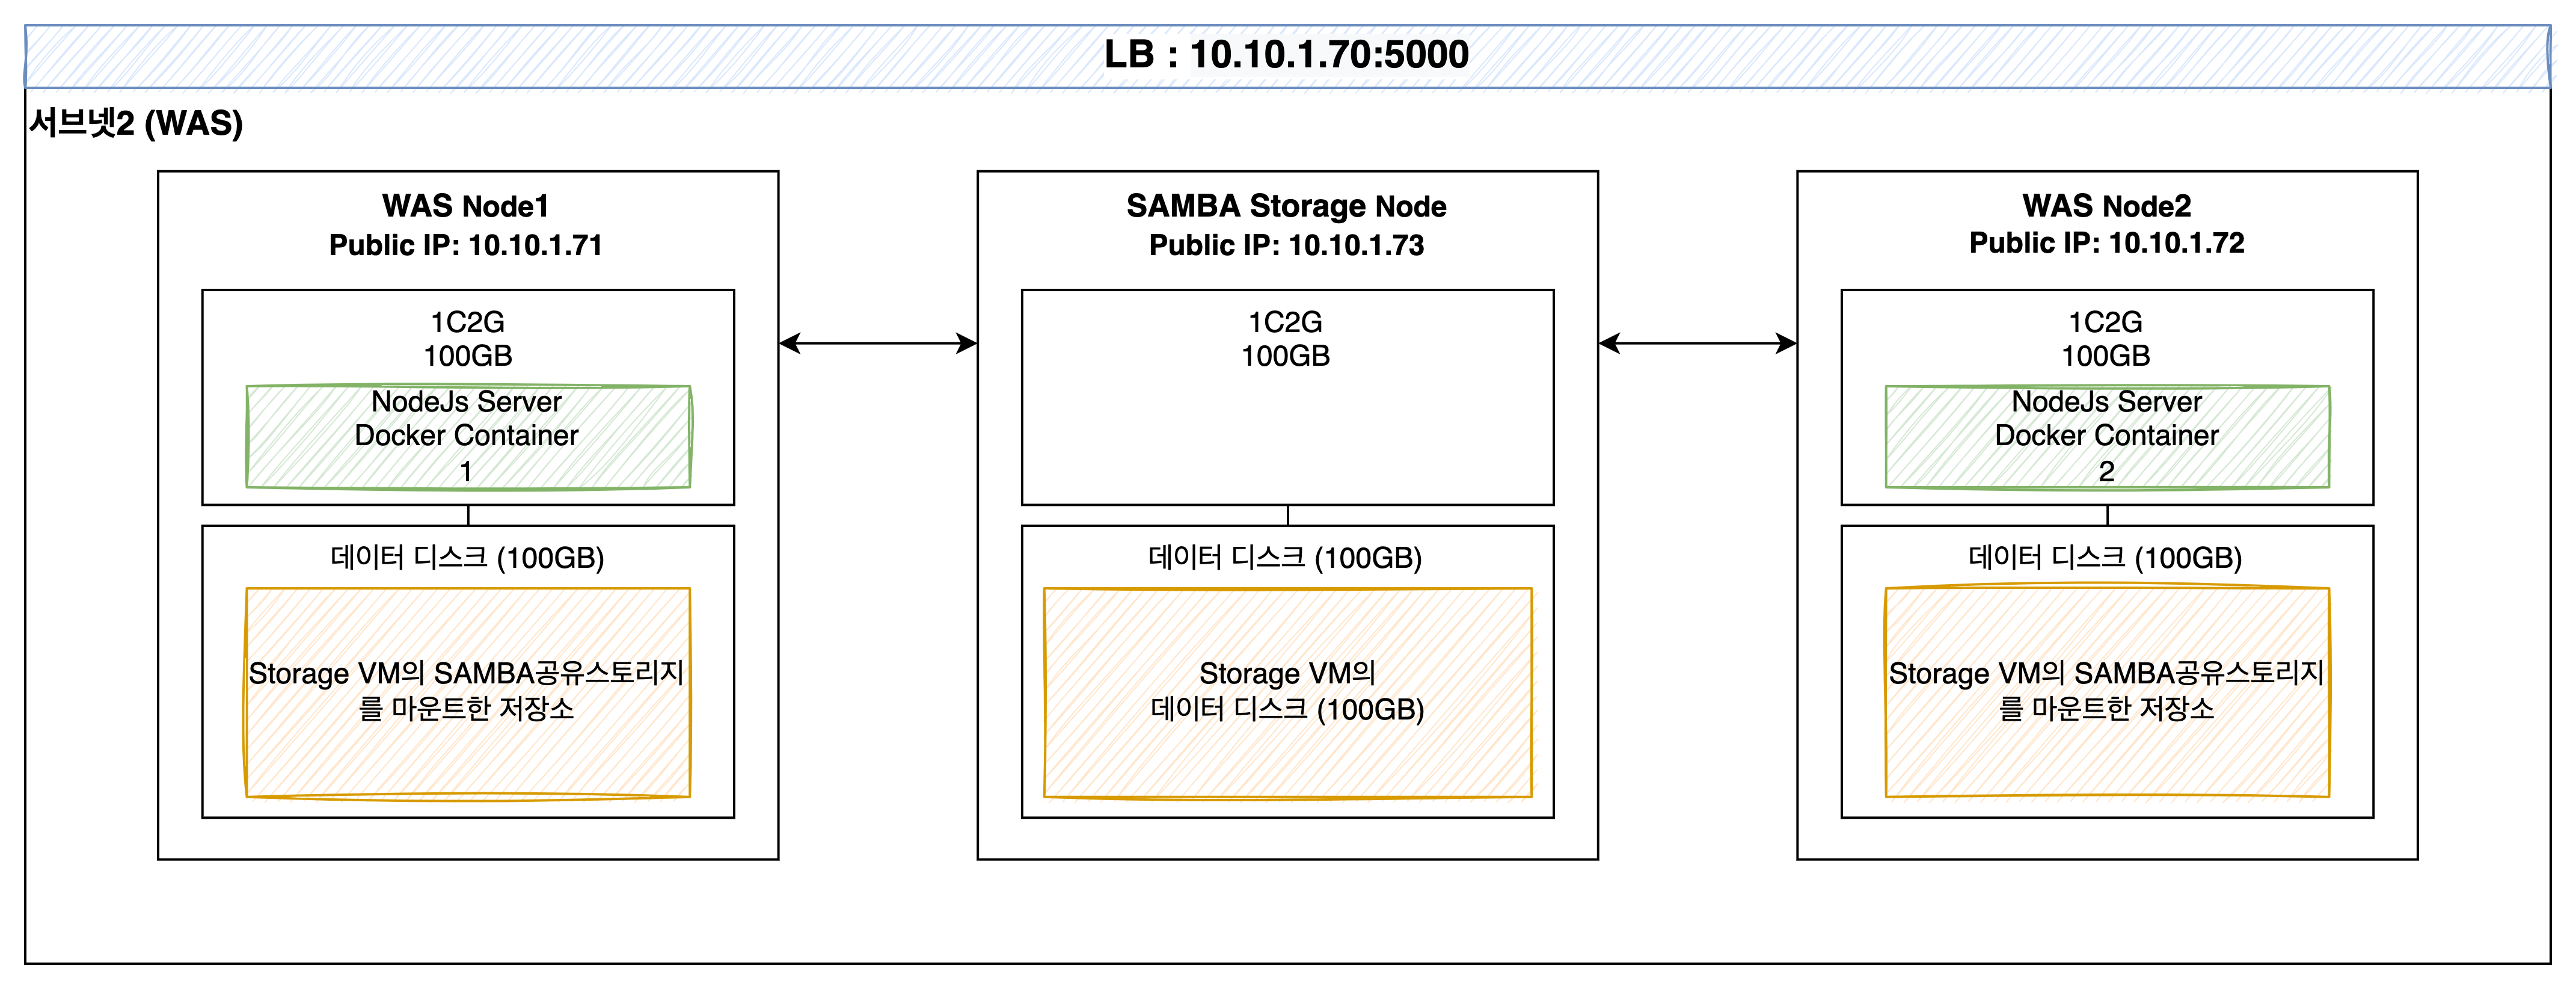 LB : 10.10.1.70:5000
서브넷2 (WAS)
WAS Node1
Public IP: 10.10.1.71
1C2G
100GB
NodeJs Server
Docker Container
1
데이터 디스크 (100GB)
Storage VM의 SAMBA공유스토리지
를 마운트한 저장소
SAMBA Storage Node
Public IP: 10.10.1.73
1C2G
100GB
데이터 디스크 (100GB)
Storage VM의
데이터 디스크 (100GB)
WAS Node2
Public IP: 10.10.1.72
1C2G
100GB
NodeJs Server
Docker Container
2
데이터 디스크 (100GB)
Storage VM의 SAMBA공유스토리지
를 마운트한 저장소